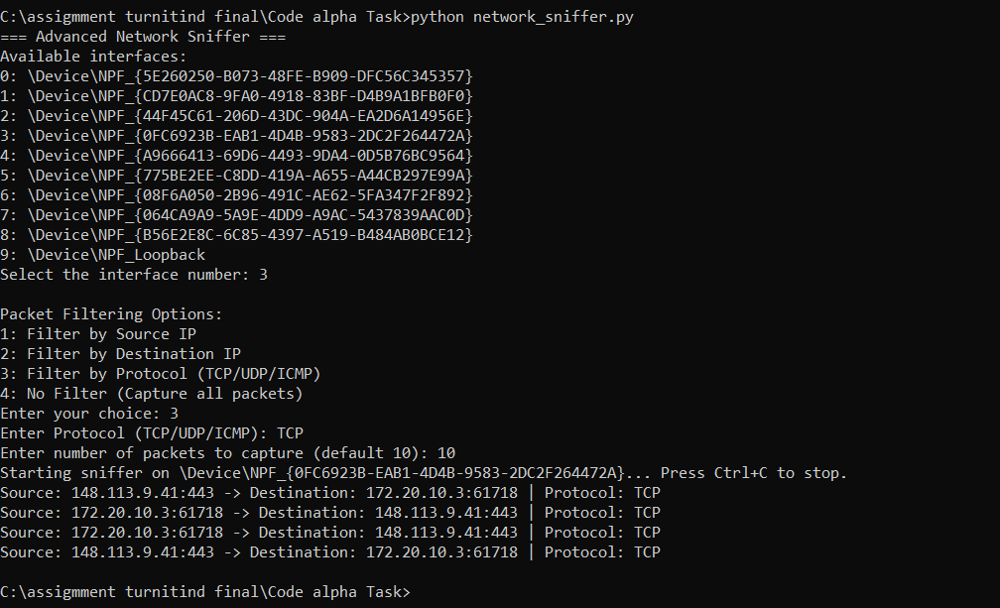 C:\assigmment turnitind final\Code alpha Task>python network_sniffer.py
=== Advanced Network Sniffer ===
Available interfaces:
0: \Device\NPF_{5E260250-B073-48FE-B909-DFC56C345357}
1: \Device\NPF_{CD7E0AC8-9FA0-4918-83BF-D4B9A1BFB0F0}
2: \Device\NPF_{44F45C61-206D-43DC-904A-EA2D6A14956E}
3: \Device\NPF_{0FC6923B-EAB1-4D4B-9583-2DC2F264472A}
4: \Device\NPF_{A9666413-69D6-4493-9DA4-0D5B76BC9564}
5: \Device\NPF_{775BE2EE-C8DD-419A-A655-A44CB297E99A}
6: \Device\NPF_{08F6A050-2B96-491C-AE62-5FA347F2F892}
7: \Device\NPF_{064CA9A9-5A9E-4DD9-A9AC-5437839AAC0D}
8: \Device\NPF_{B56E2E8C-6C85-4397-A519-B484AB0BCE12}
9: \Device\NPF_Loopback
Select the interface number: 3
Packet Filtering Options:
1: Filter by Source IP
2: Filter by Destination IP
3: Filter by Protocol (TCP/UDP/ICMP)
4: No Filter (Capture all packets)
Enter your choice: 3
Enter Protocol (TCP/UDP/ICMP): TCP
Enter number of packets to capture (default 10): 10
Starting sniffer on \Device\NPF_{0FC6923B-EAB1-4D4B-9583-2DC2F264472A}... Press Ctrl+C to stop.
Source: 148.113.9.41:443 -> Destination: 172.20.10.3:61718 | Protocol: TCP
Source: 172.20.10.3:61718 -> Destination: 148.113.9.41:443 | Protocol: TCP
Source: 172.20.10.3:61718 -> Destination: 148.113.9.41:443 | Protocol: TCP
Source: 148.113.9.41:443 -> Destination: 172.20.10.3:61718 | Protocol: TCP
C:\assigmment turnitind final\Code alpha Task>